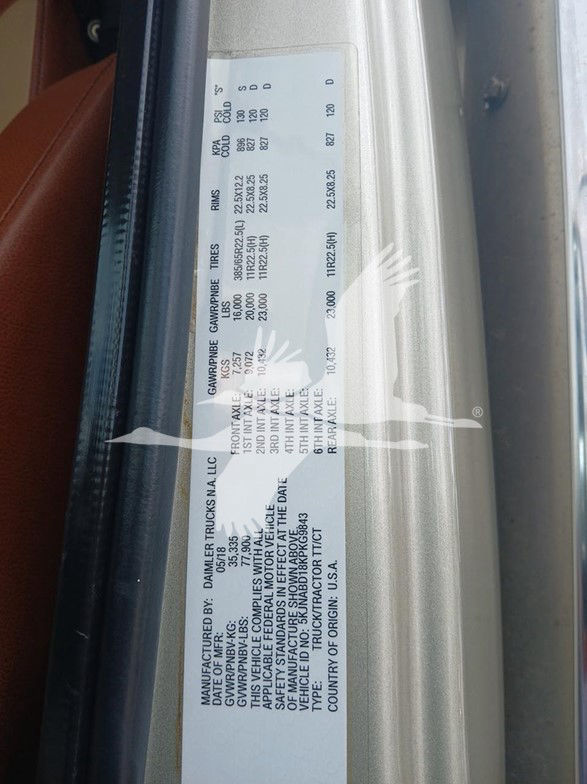 MANUFACTURED BY: DAIMLER TRUCKS N.A. LLC
DATE OF MFR: 05/18
GVWR/PNBV-KG: 35,335
GVWR/PNBV-LBS: 77,900
THIS VEHICLE COMPLIES WITH ALL
APPLICABLE FEDERAL MOTOR VEHICLE
SAFETY STANDARDS IN EFFECT AT THE DATE
OF MANUFACTURE SHOWN ABOVE
VEHICLE ID NO: 5KJNABD18KPKG9843
TYPE: TRUCK/TRACTOR TT/CT
COUNTRY OF ORIGIN: U.S.A.
GAWR/PNBE GAWR/PNBE TIRES RIMS KPA PSI "S"
KGS LBS COLD COLD
FRONT AXLE: 7,257 16,000 385/65R22.5(L) 22.5X12.2 896 130 S
1ST INT AXLE: 9,072 20,000 11R22.5(H) 22.5X8.25 827 120 D
2ND INT AXLE: 10,432 23,000 11R22.5(H) 22.5X8.25 827 120 D
3RD INT AXLE:
4TH INT AXLE:
5TH INT AXLE:
6TH INT AXLE:
REAR AXLE: 10,432 23,000 11R22.5(H) 22.5X8.25 827 120 D
®